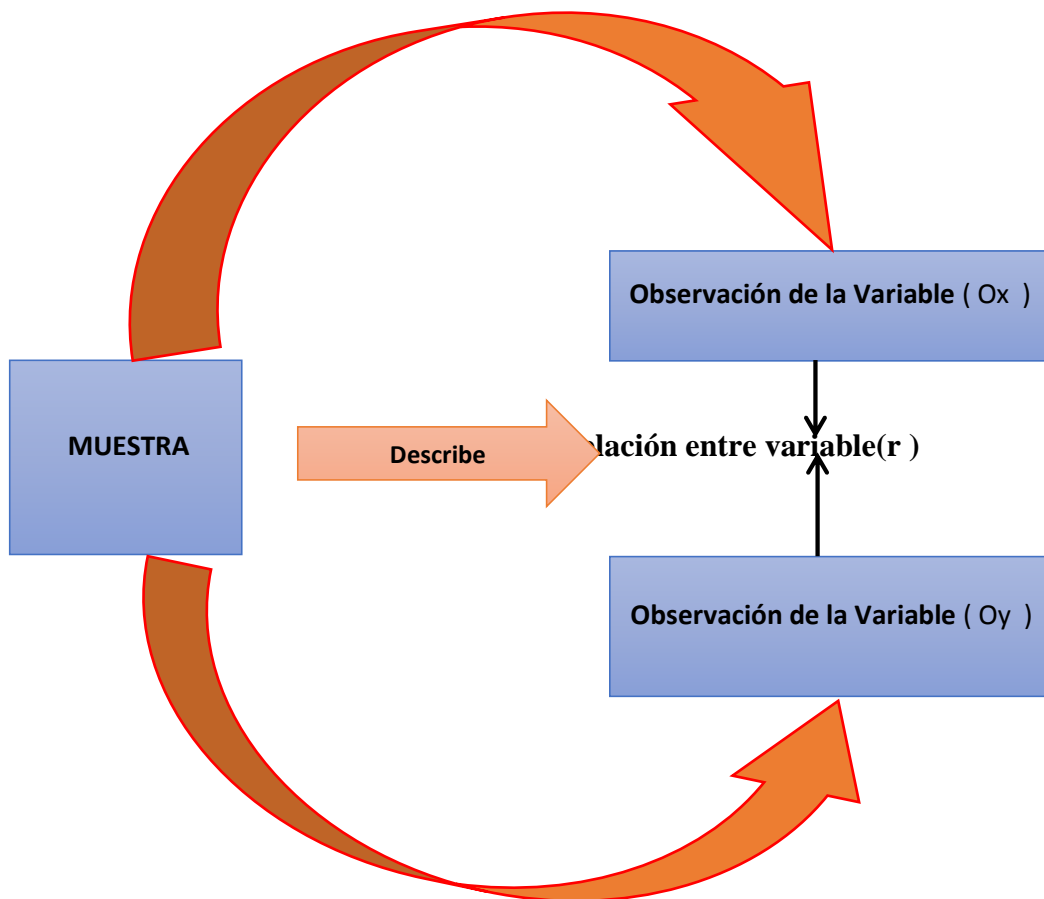 Observación de la Variable ( Ox )
MUESTRA
Describe
lación entre variable(r )
Observación de la Variable ( Oy )